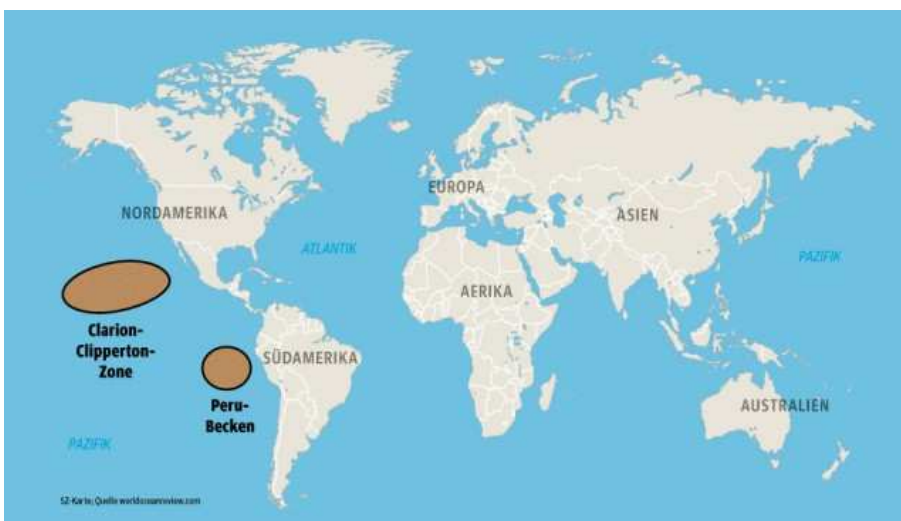 EUROPA
NORDAMERIKA
ASIEN
ATLANTIK
PAZIFIK
AERIKA
Clarion-
Clipperton-
Zone
SÜDAMERIKA
Peru-
Becken
AUSTRALIEN
PAZIFIK
SZ-Karte; Quelle worldoceanreview.com